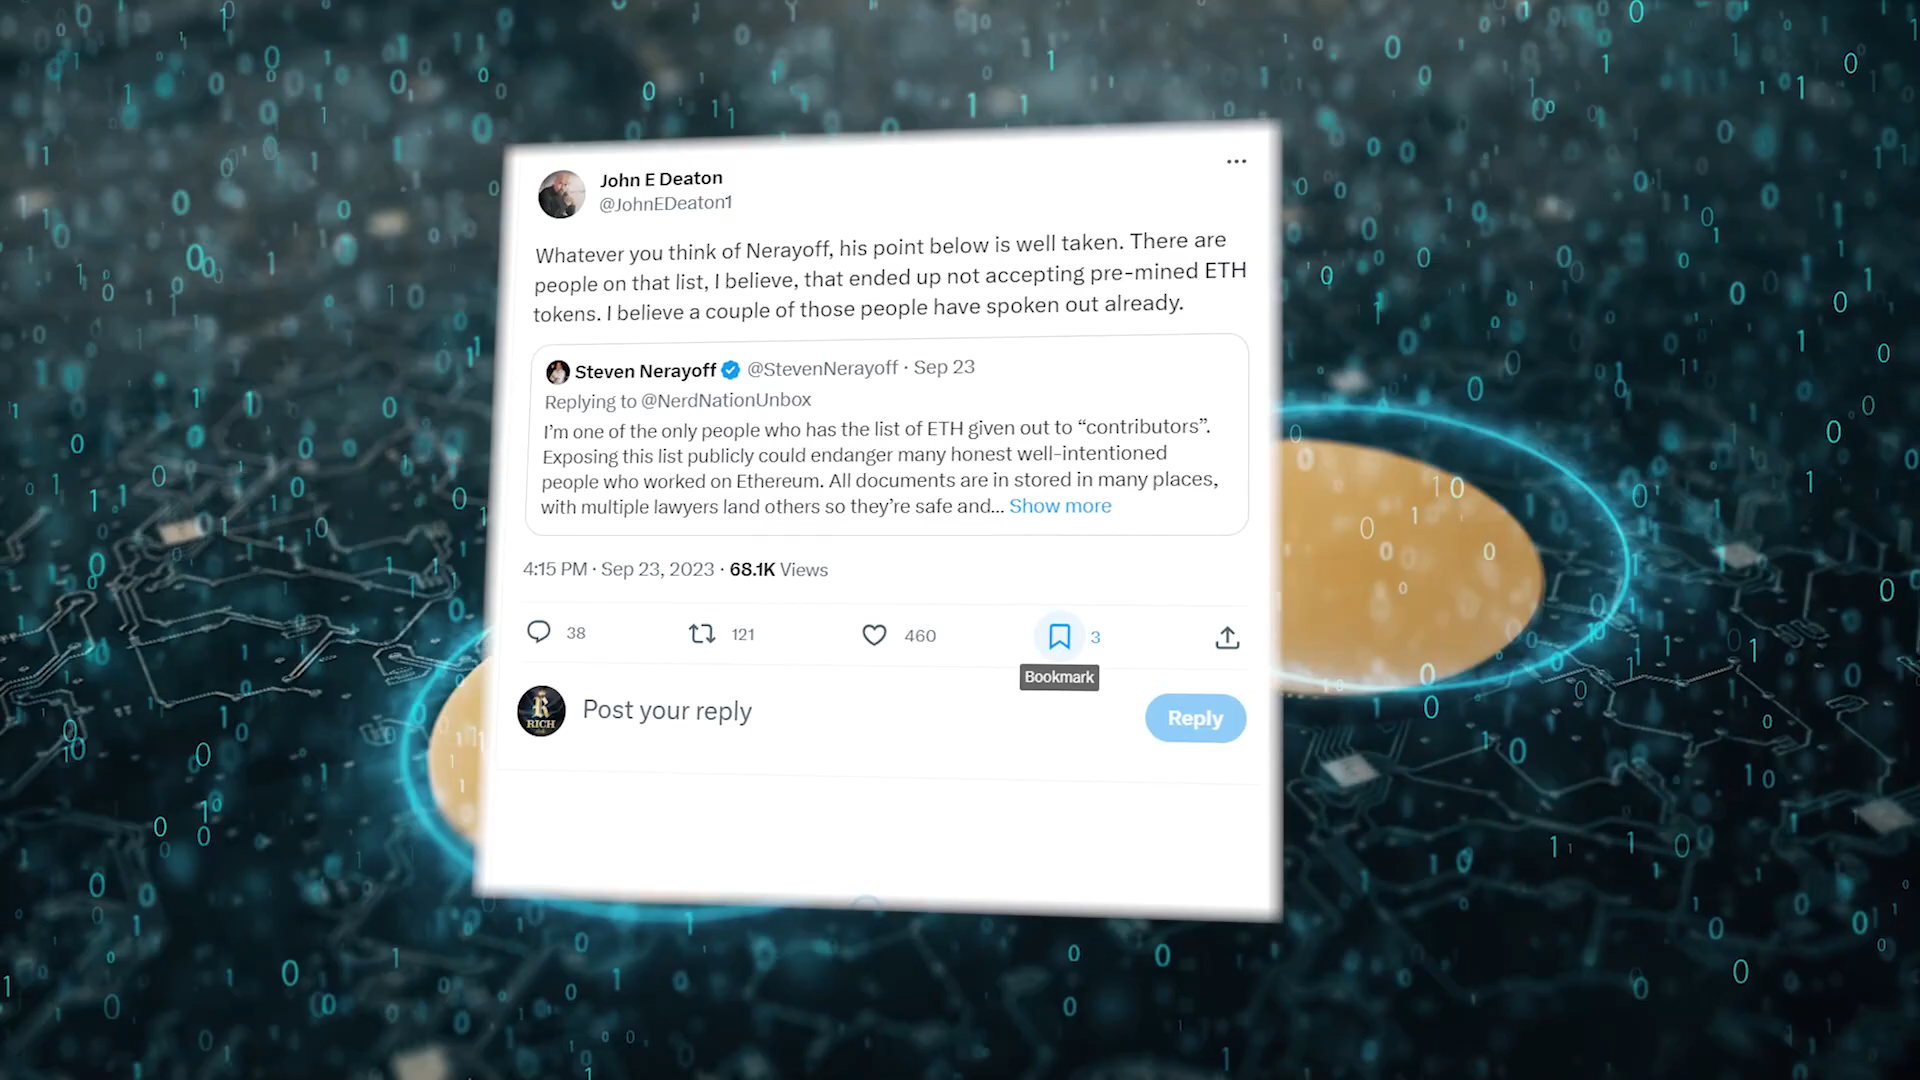 John E Deaton
@JohnEDeaton1
Whatever you think of Nerayoff, his point below is well taken. There are
people on that list, I believe, that ended up not accepting pre-mined ETH
tokens. I believe a couple of those people have spoken out already.
Steven Nerayoff @StevenNerayoff · Sep 23
Replying to @NerdNationUnbox
I'm one of the only people who has the list of ETH given out to “contributors”.
Exposing this list publicly could endanger many honest well-intentioned
people who worked on Ethereum. All documents are in stored in many places,
with multiple lawyers land others so they're safe and... Show more
4:15 PM · Sep 23, 2023 · 68.1K Views
38 121 460 3
Bookmark
R
RICH
Post your reply
Reply